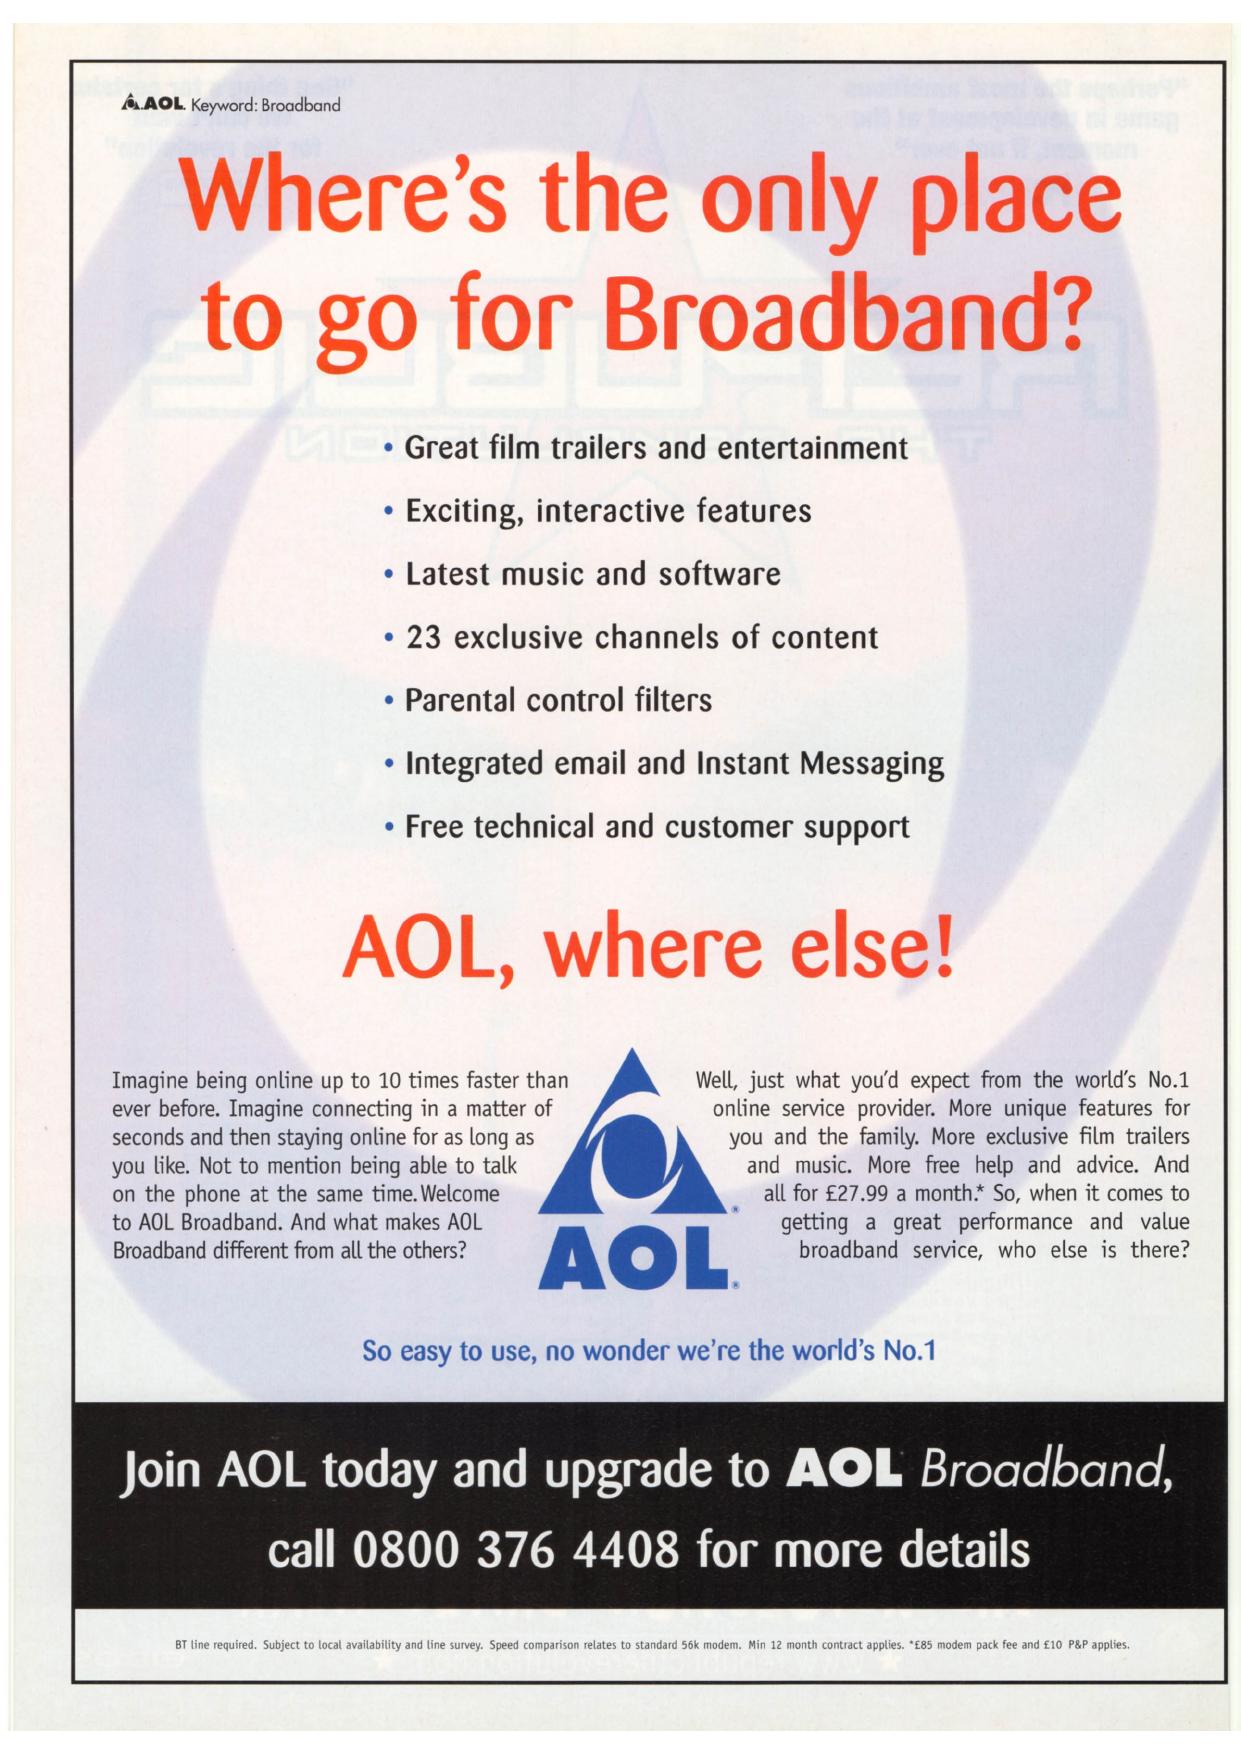 AOL Keyword: Broadband
Where's the only place
to go for Broadband?
• Great film trailers and entertainment
• Exciting, interactive features
• Latest music and software
• 23 exclusive channels of content
• Parental control filters
• Integrated email and Instant Messaging
• Free technical and customer support
AOL, where else!
Imagine being online up to 10 times faster than
ever before. Imagine connecting in a matter of
seconds and then staying online for as long as
you like. Not to mention being able to talk
on the phone at the same time. Welcome
to AOL Broadband. And what makes AOL
Broadband different from all the others?
AOL®
Well, just what you'd expect from the world's No.1
online service provider. More unique features for
you and the family. More exclusive film trailers
and music. More free help and advice. And
all for £27.99 a month.* So, when it comes to
getting a great performance and value
broadband service, who else is there?
So easy to use, no wonder we're the world's No.1
Join AOL today and upgrade to AOL Broadband,
call 0800 376 4408 for more details
BT line required. Subject to local availability and line survey. Speed comparison relates to standard 56k modem. Min 12 month contract applies. *£85 modem pack fee and £10 P&P applies.